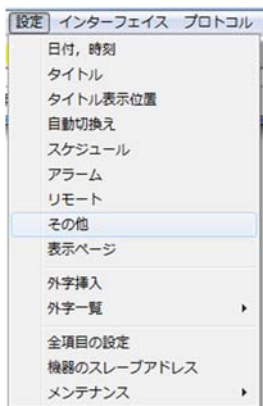 設定 インターフェイス プロトコル
日付，時刻
タイトル
タイトル表示位置
自動切換え
スケジュール
アラーム
リモート
その他
表示ページ
外字挿入
外字一覧
全項目の設定
機器のスレーブアドレス
メンテナンス